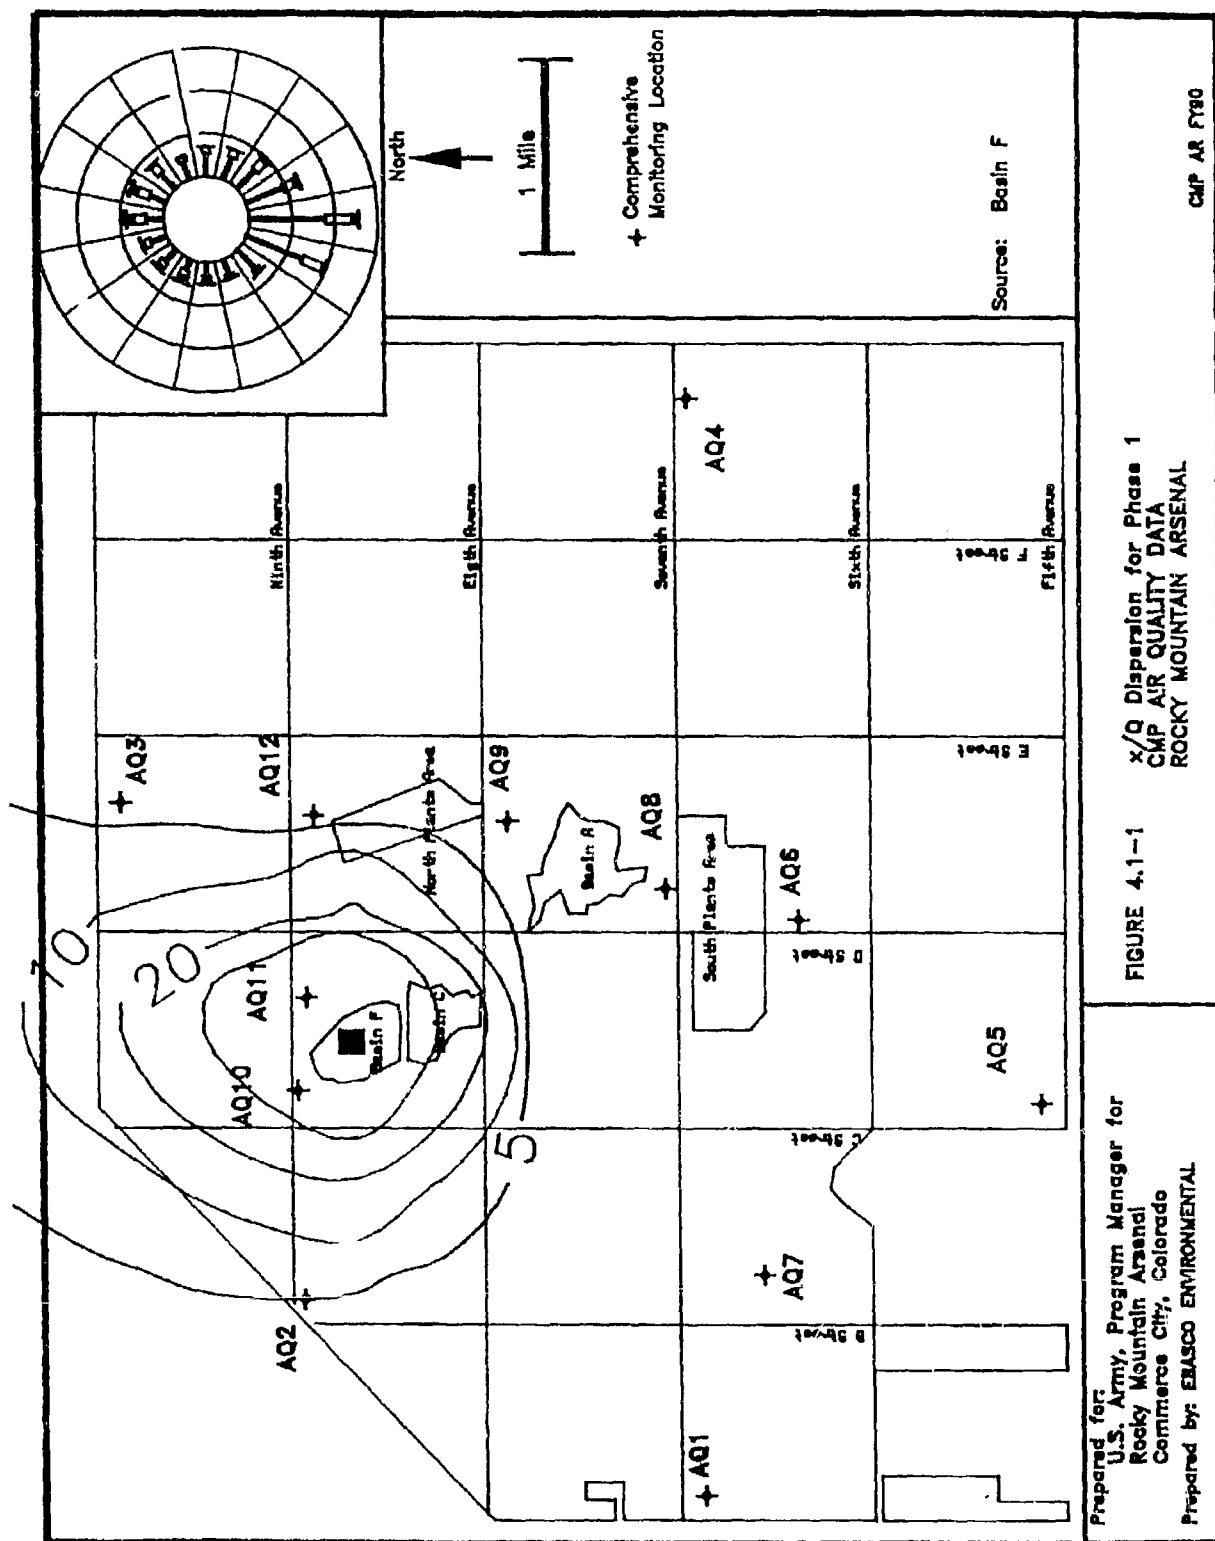 North
1 Mile
Comprehensive
Monitoring Location
Source: Basin F
AQ3
AQ12
AQ11
AQ10
AQ2
AQ9
AQ8
AQ6
AQ4
AQ5
AQ7
AQ1
10
20
5
Ninth Avenue
Eigth Avenue
Seventh Avenue
Sixth Avenue
Fifth Avenue
North Plants Area
Basin F
Basin C
Basin A
South Plants Area
B Street
C Street
D Street
E Street
F Street
Prepared for:
U.S. Army, Program Manager for
Rocky Mountain Arsenal
Commerce City, Colorado
Prepared by: EBASCO ENVIRONMENTAL
FIGURE 4.1-1
x/Q Dispersion for Phase 1
CMP AIR QUALITY DATA
ROCKY MOUNTAIN ARSENAL
CMP AR FY90